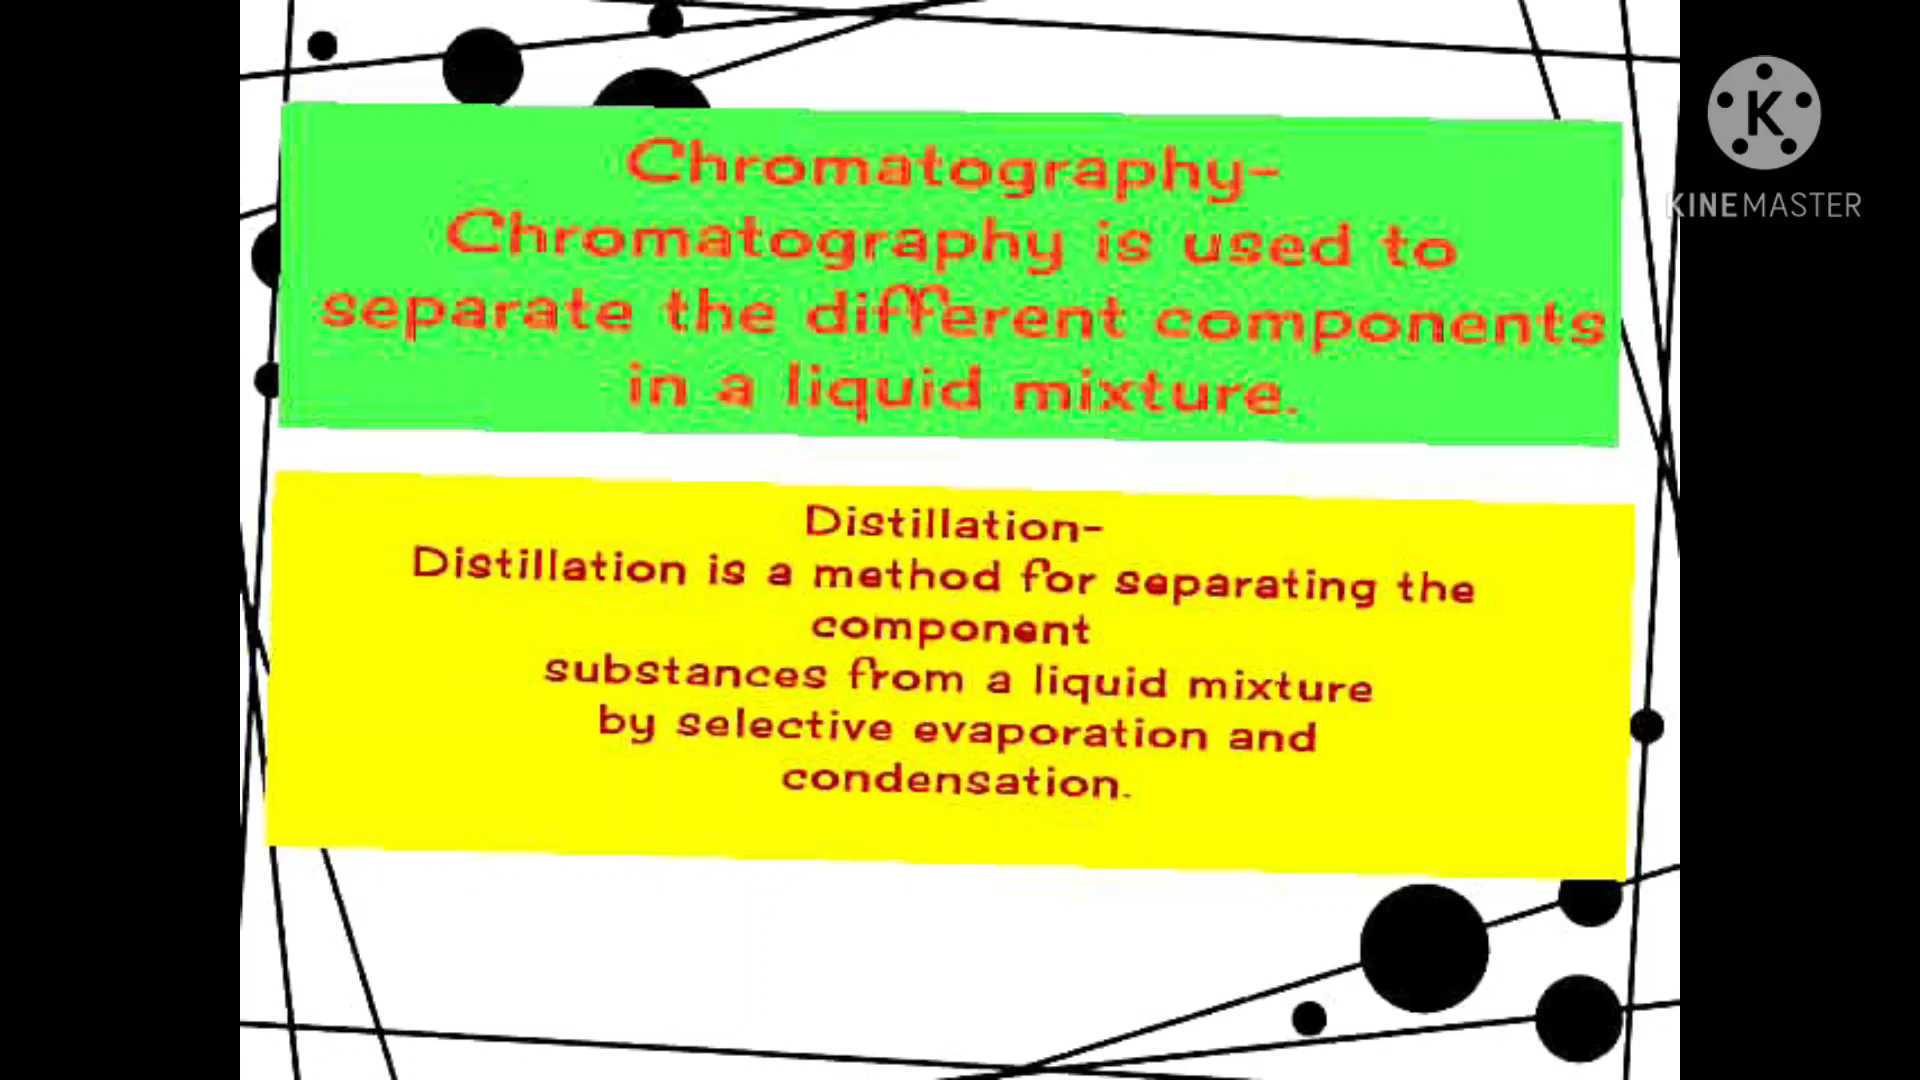 Chromatography-
Chromatography is used to
separate the different components
in a liquid mixture.
Distillation-
Distillation is a method for separating the
component
substances from a liquid mixture
by selective evaporation and
condensation.
K
KINEMASTER